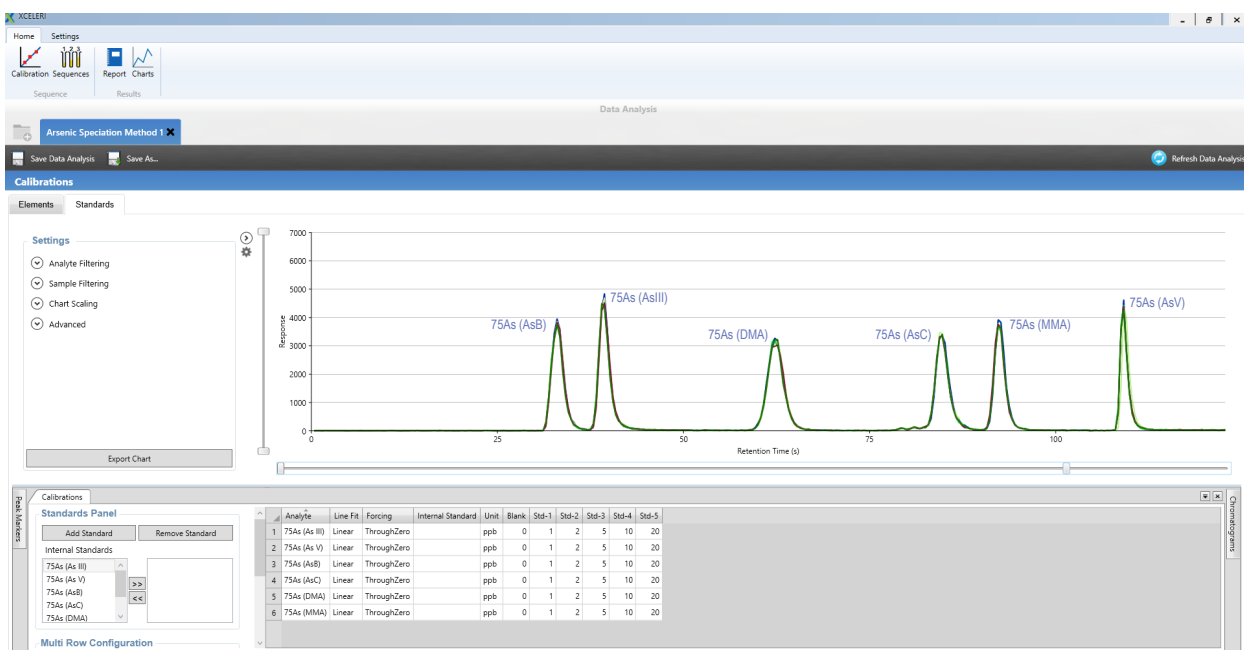 XCELERI
Home Settings
1 2 3
Calibration Sequences Report Charts
Sequence Results
Data Analysis
Arsenic Speciation Method 1
Save Data Analysis Save As... Refresh Data Analysis
Calibrations
Elements Standards
Settings
Analyte Filtering
Sample Filtering
Chart Scaling
Advanced
Export Chart
7000
6000
5000
4000
3000
2000
1000
0
Response
75As (AsB)
75As (AsIII)
75As (DMA)
75As (AsC)
75As (MMA)
75As (AsV)
0 25 50 75 100
Retention Time (s)
Peak Markers
Calibrations
Chromatograms
Standards Panel
Add Standard Remove Standard
Internal Standards
75As (As III)
75As (As V)
75As (AsB)
75As (AsC)
75As (DMA)
>>
<<
Multi Row Configuration
Analyte Line Fit Forcing Internal Standard Unit Blank Std-1 Std-2 Std-3 Std-4 Std-5
1 75As (As III) Linear ThroughZero ppb 0 1 2 5 10 20
2 75As (As V) Linear ThroughZero ppb 0 1 2 5 10 20
3 75As (AsB) Linear ThroughZero ppb 0 1 2 5 10 20
4 75As (AsC) Linear ThroughZero ppb 0 1 2 5 10 20
5 75As (DMA) Linear ThroughZero ppb 0 1 2 5 10 20
6 75As (MMA) Linear ThroughZero ppb 0 1 2 5 10 20